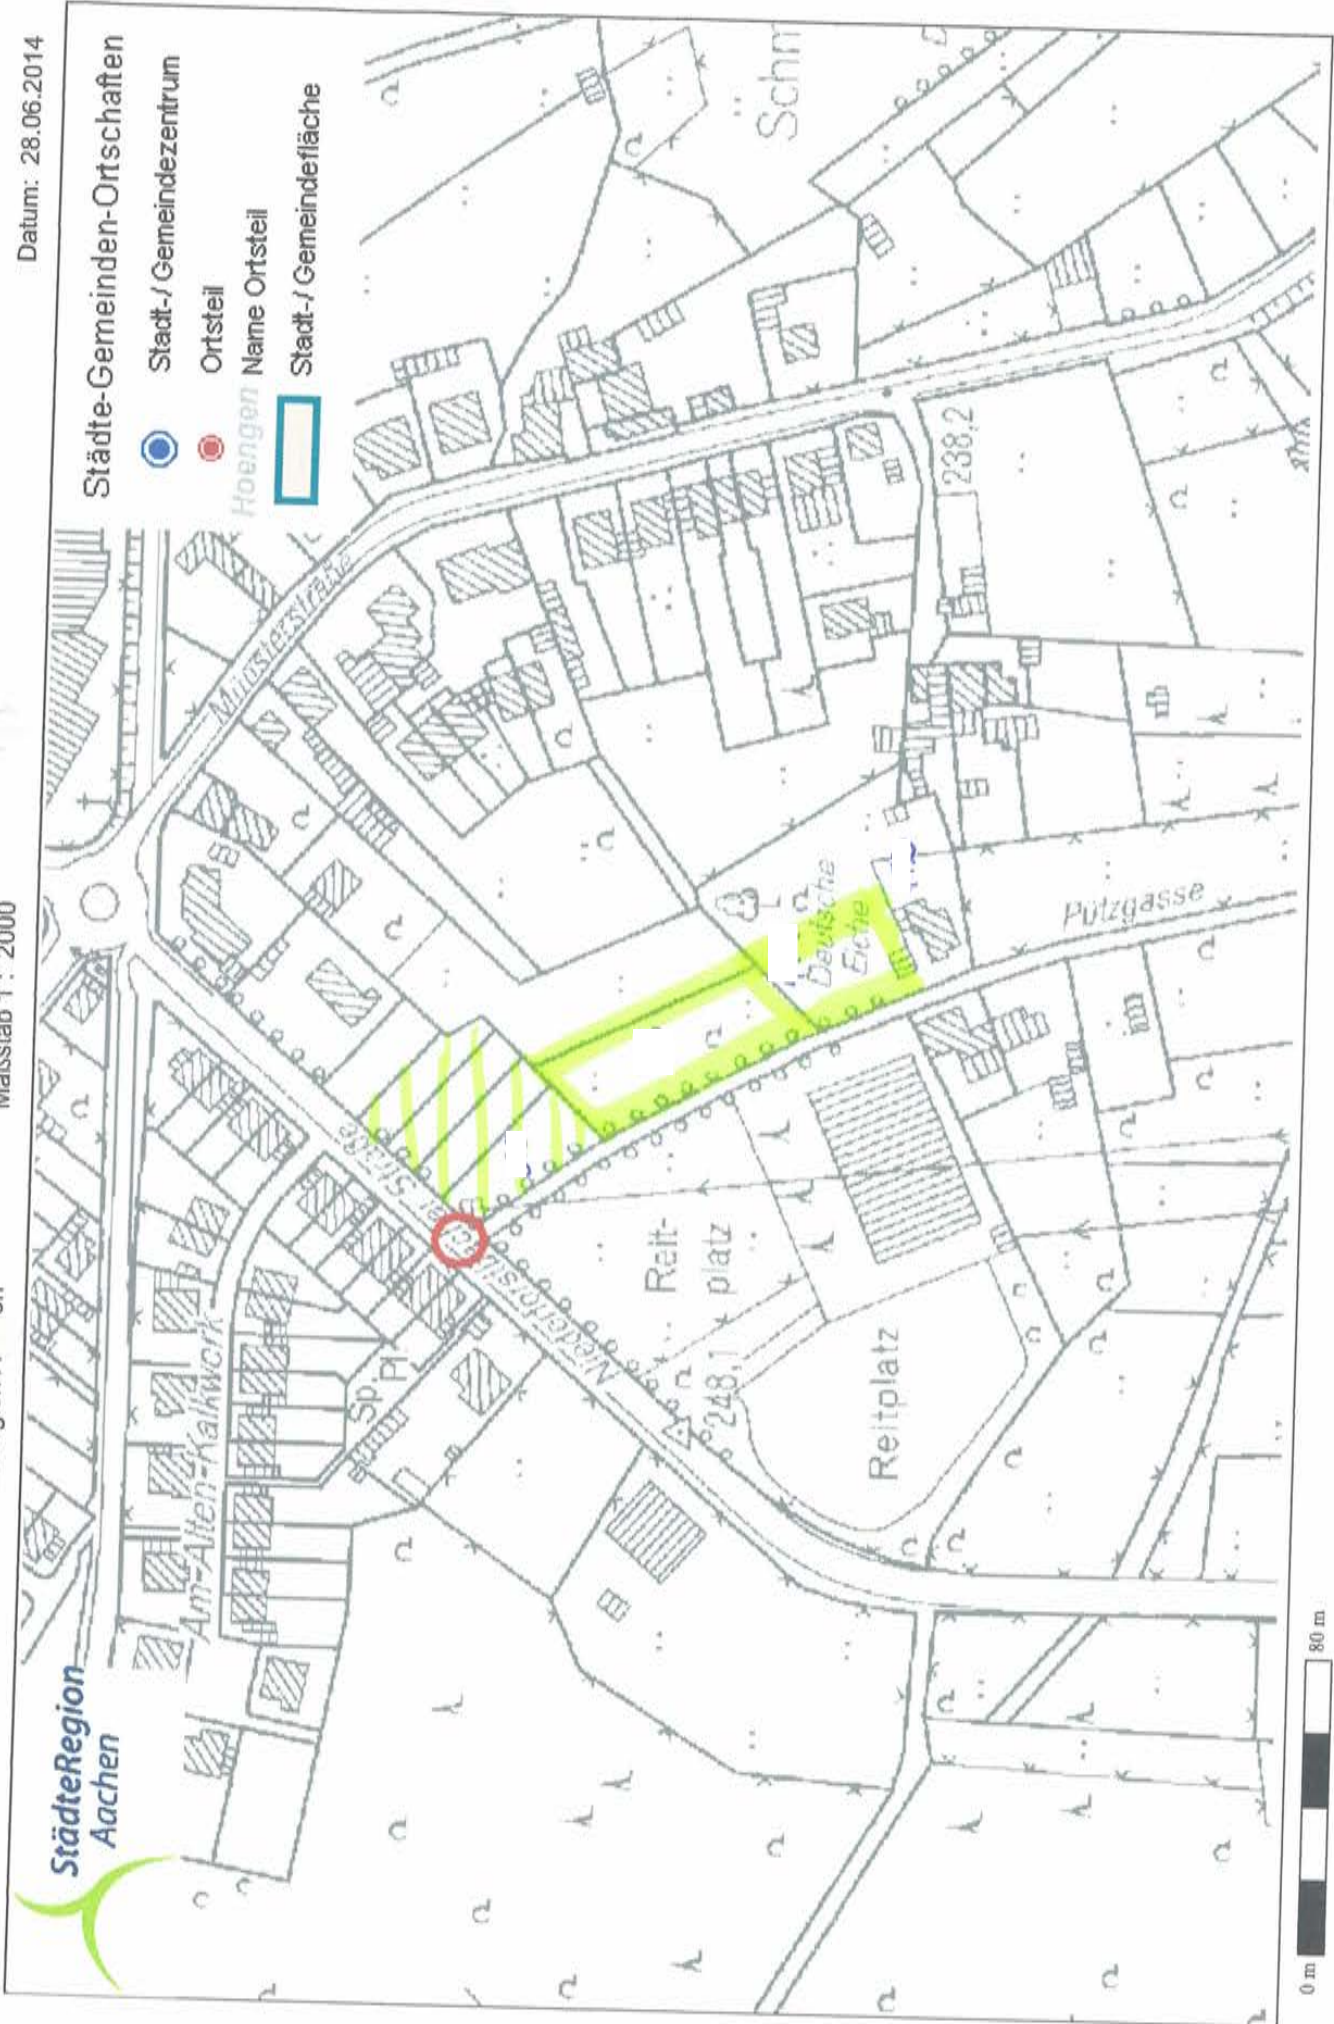 Maßstab 1 : 2000
Datum: 28.06.2014
StädteRegion
Aachen
Städte-Gemeinden-Ortschaften
Stadt-/ Gemeindezentrum
Ortsteil
Hoengen Name Ortsteil
Stadt-/ Gemeindefläche
Münsterstraße
Am-Alten-Kalkwerk
Sp.
Pl.
Straße
Reit-
platz
248,1
Reitplatz
Deutsche
Eiche
Putzgasse
238,2
Schm
0 m
80 m